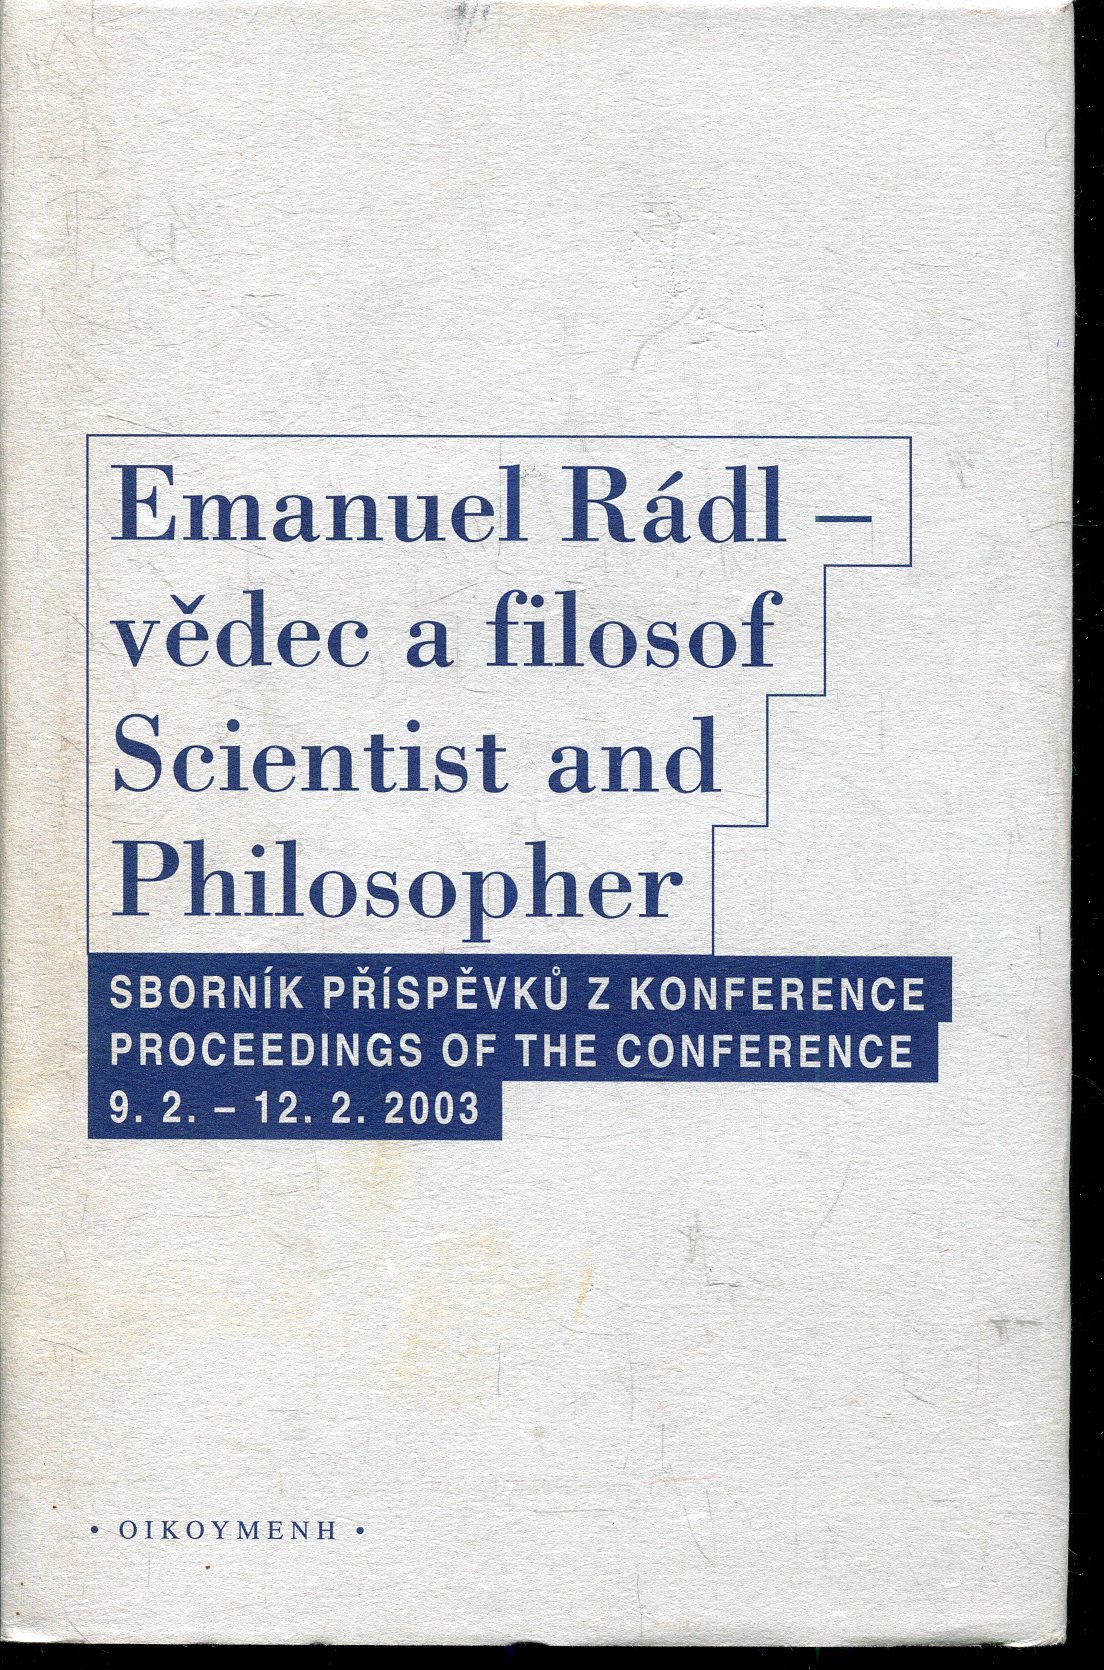 Emanuel Rádl –
vědec a filosof
Scientist and
Philosopher
SBORNÍK PŘÍSPĚVKŮ Z KONFERENCE
PROCEEDINGS OF THE CONFERENCE
9. 2. – 12. 2. 2003
• ΟΙΚΟΥΜΕΝΗ •